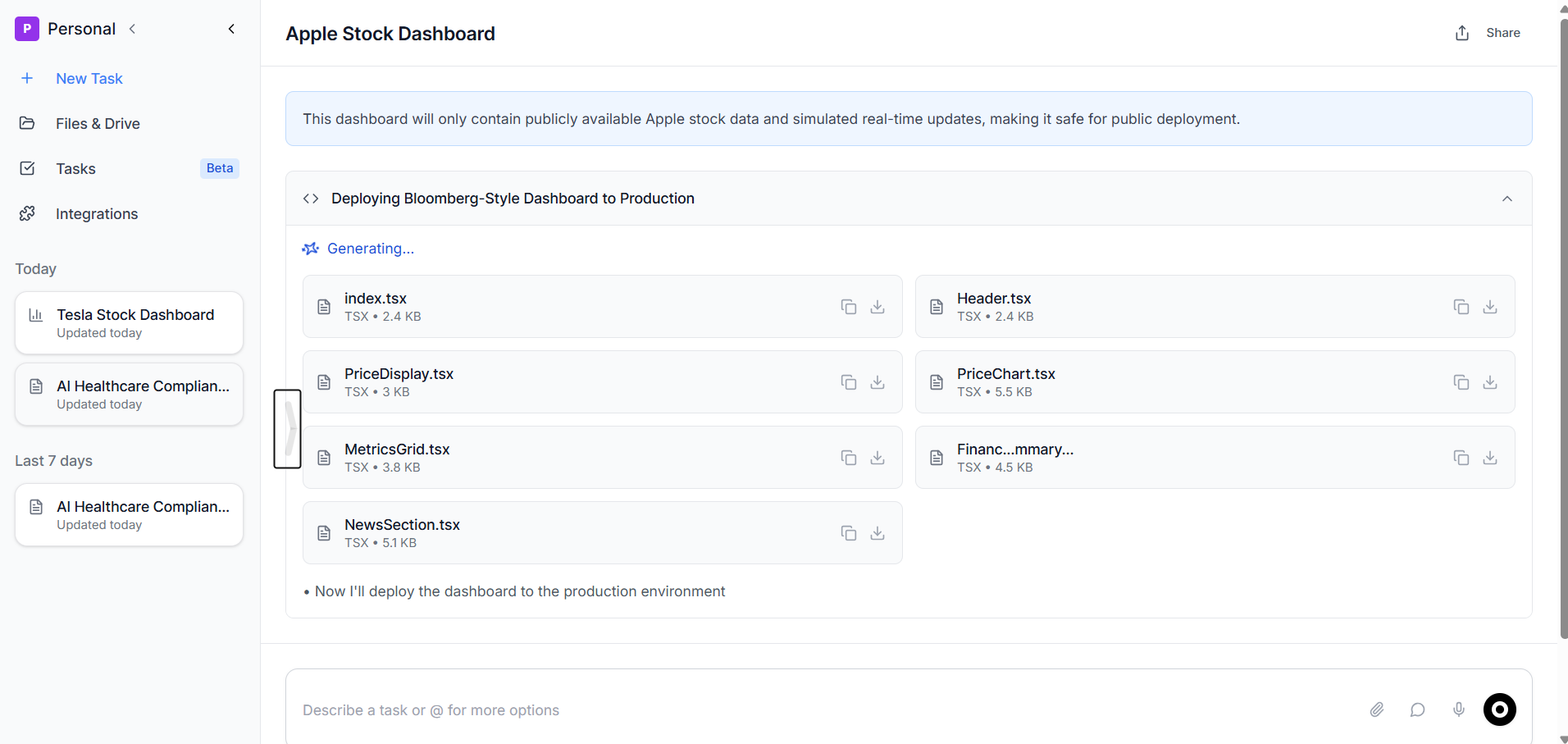 P Personal
New Task
Files & Drive
Tasks Beta
Integrations
Today
Tesla Stock Dashboard
Updated today
AI Healthcare Complian...
Updated today
Last 7 days
AI Healthcare Complian...
Updated today
Apple Stock Dashboard
Share
This dashboard will only contain publicly available Apple stock data and simulated real-time updates, making it safe for public deployment.
Deploying Bloomberg-Style Dashboard to Production
Generating...
index.tsx
TSX • 2.4 KB
Header.tsx
TSX • 2.4 KB
PriceDisplay.tsx
TSX • 3 KB
PriceChart.tsx
TSX • 5.5 KB
MetricsGrid.tsx
TSX • 3.8 KB
Financ...mmary...
TSX • 4.5 KB
NewsSection.tsx
TSX • 5.1 KB
• Now I'll deploy the dashboard to the production environment
Describe a task or @ for more options